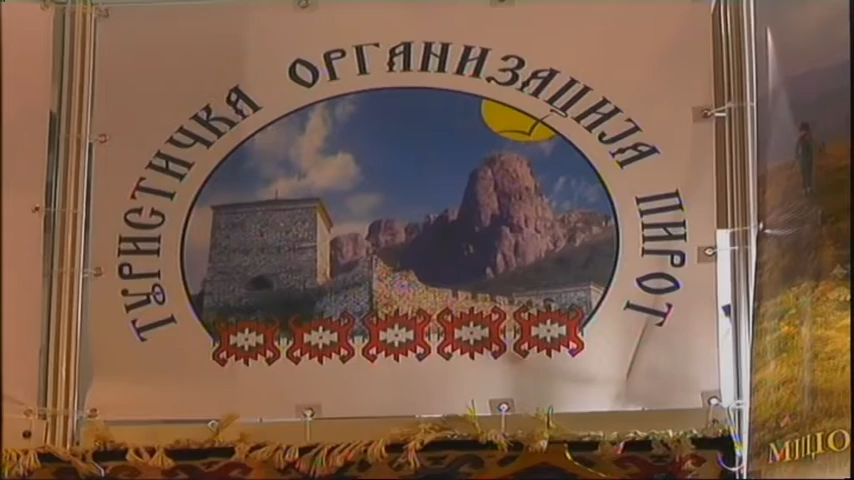 ТУРИСТИЧКА ОРГАНИЗАЦИЈА ПИРОТ